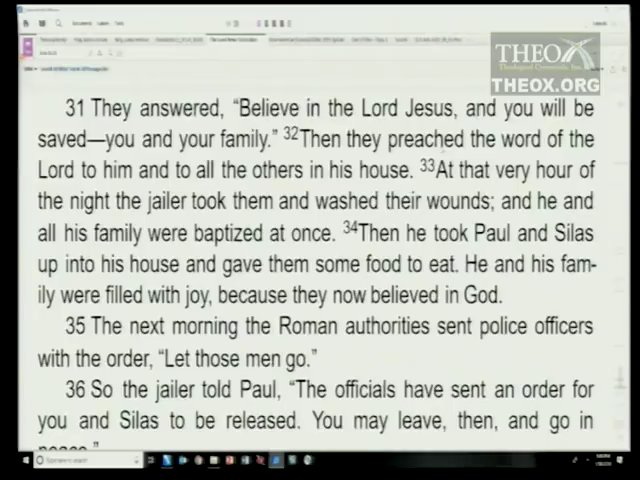 THEOX
THEOX.ORG
31 They answered, “Believe in the Lord Jesus, and you will be
saved—you and your family.” 32Then they preached the word of the
Lord to him and to all the others in his house. 33At that very hour of
the night the jailer took them and washed their wounds; and he and
all his family were baptized at once. 34Then he took Paul and Silas
up into his house and gave them some food to eat. He and his fam-
ily were filled with joy, because they now believed in God.
35 The next morning the Roman authorities sent police officers
with the order, “Let those men go.”
36 So the jailer told Paul, “The officials have sent an order for
you and Silas to be released. You may leave, then, and go in
peace.”